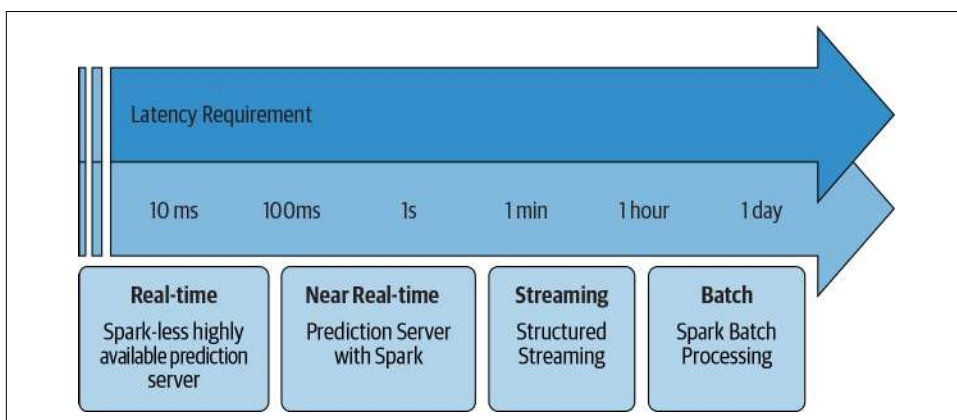 Latency Requirement
10 ms 100ms 1s 1 min 1 hour 1 day
Real-time
Spark-less highly
available prediction
server
Near Real-time
Prediction Server
with Spark
Streaming
Structured
Streaming
Batch
Spark Batch
Processing